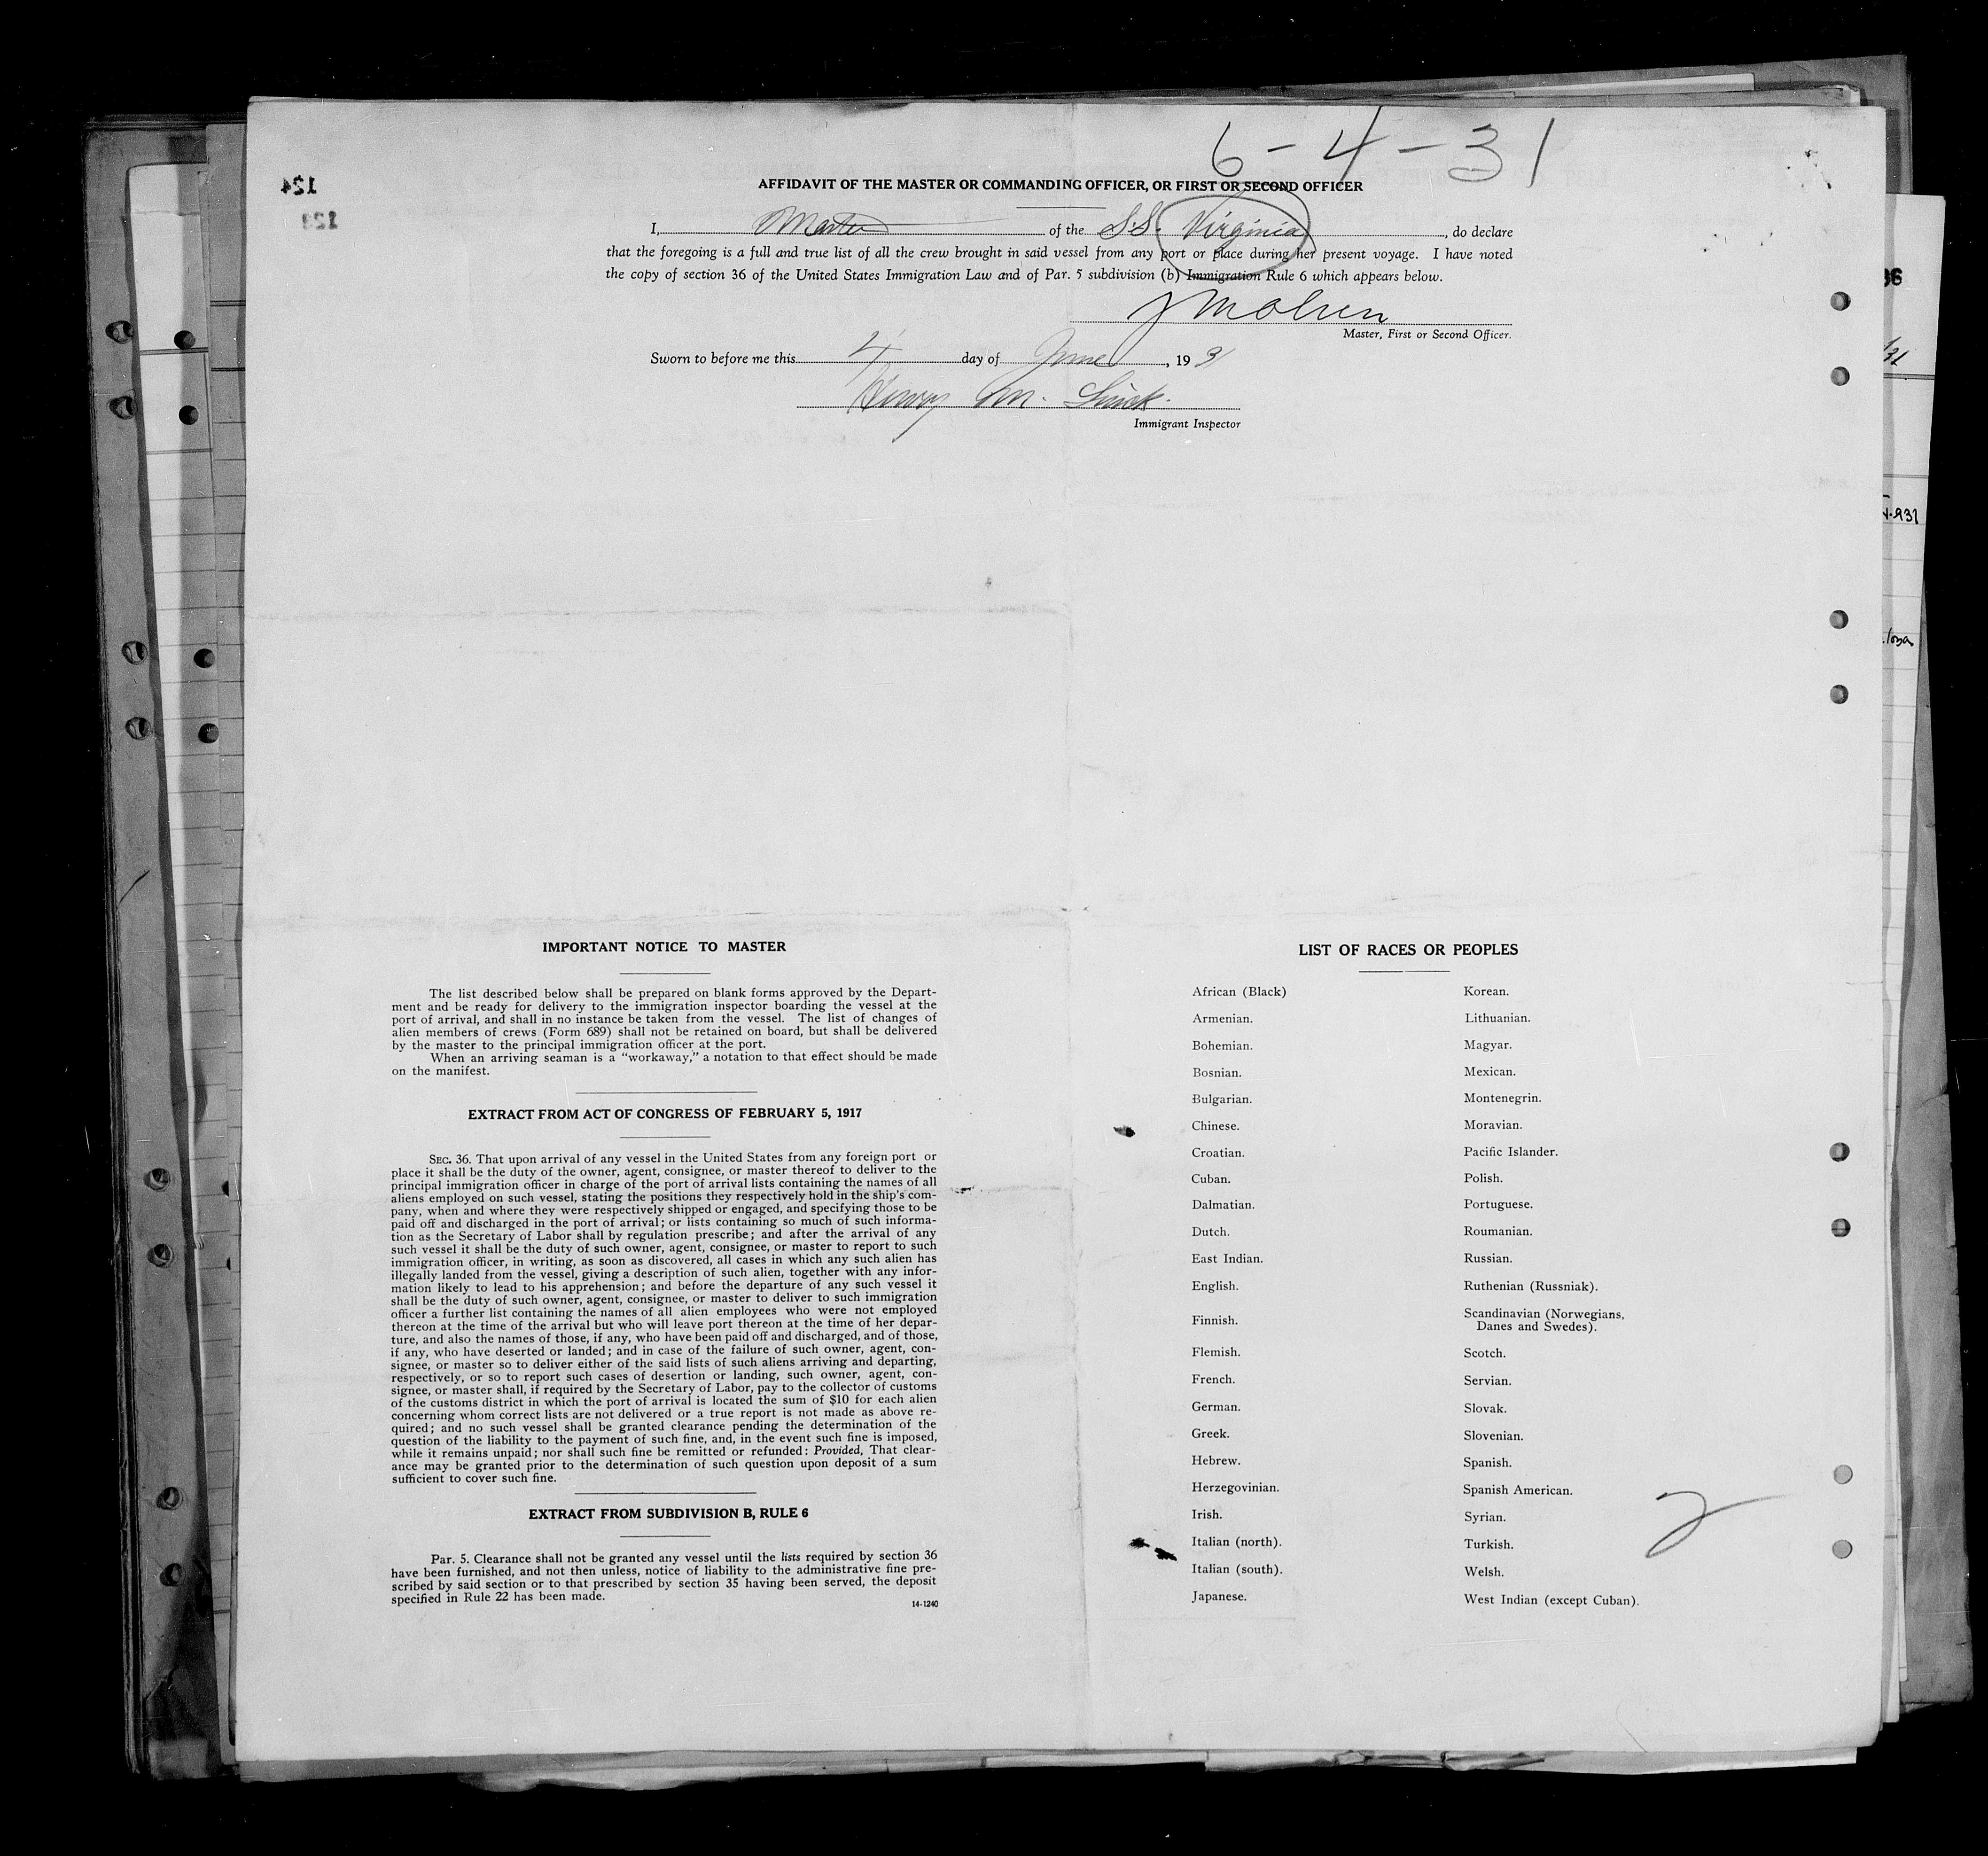 6-4-31
124
AFFIDAVIT OF THE MASTER OR COMMANDING OFFICER, OR FIRST OR SECOND OFFICER
I, Master of the S.S. Virginia, do declare
that the foregoing is a full and true list of all the crew brought in said vessel from any port or place during her present voyage. I have noted
the copy of section 36 of the United States Immigration Law and of Par. 5 subdivision (b) Immigration Rule 6 which appears below.
Master, First or Second Officer.
Sworn to before me this 4 day of June, 1931
Henry M.
Immigrant Inspector
IMPORTANT NOTICE TO MASTER
The list described below shall be prepared on blank forms approved by the Depart-
ment and be ready for delivery to the immigration inspector boarding the vessel at the
port of arrival, and shall in no instance be taken from the vessel. The list of changes of
alien members of crews (Form 689) shall not be retained on board, but shall be delivered
by the master to the principal immigration officer at the port.
When an arriving seaman is a "workaway," a notation to that effect should be made
on the manifest.
EXTRACT FROM ACT OF CONGRESS OF FEBRUARY 5, 1917
SEC. 36. That upon arrival of any vessel in the United States from any foreign port or
place it shall be the duty of the owner, agent, consignee, or master thereof to deliver to the
principal immigration officer in charge of the port of arrival lists containing the names of all
aliens employed on such vessel, stating the positions they respectively hold in the ship's com-
pany, when and where they were respectively shipped or engaged, and specifying those to be
paid off and discharged in the port of arrival; or lists containing so much of such informa-
tion as the Secretary of Labor shall by regulation prescribe; and after the arrival of any
such vessel it shall be the duty of such owner, agent, consignee, or master to report to such
immigration officer, in writing, as soon as discovered, all cases in which any such alien has
illegally landed from the vessel, giving a description of such alien, together with any infor-
mation likely to lead to his apprehension; and before the departure of any such vessel it
shall be the duty of such owner, agent, consignee, or master to deliver to such immigration
officer a further list containing the names of all alien employees who were not employed
thereon at the time of the arrival but who will leave port thereon at the time of her depar-
ture, and also the names of those, if any, who have been paid off and discharged, and of those,
if any, who have deserted or landed; and in case of the failure of such owner, agent, con-
signee, or master so to deliver either of the said lists of such aliens arriving and departing,
respectively, or so to report such cases of desertion or landing, such owner, agent, con-
signee, or master shall, if required by the Secretary of Labor, pay to the collector of customs
of the customs district in which the port of arrival is located the sum of $10 for each alien
concerning whom correct lists are not delivered or a true report is not made as above re-
quired; and no such vessel shall be granted clearance pending the determination of the
question of the liability to the payment of such fine, and, in the event such fine is imposed,
while it remains unpaid; nor shall such fine be remitted or refunded: Provided, That clear-
ance may be granted prior to the determination of such question upon deposit of a sum
sufficient to cover such fine.
EXTRACT FROM SUBDIVISION B, RULE 6
Par. 5. Clearance shall not be granted any vessel until the lists required by section 36
have been furnished, and not then unless, notice of liability to the administrative fine pre-
scribed by said section or to that prescribed by section 35 having been served, the deposit
specified in Rule 22 has been made.
14-1240
LIST OF RACES OR PEOPLES
African (Black)
Armenian.
Bohemian.
Bosnian.
Bulgarian.
Chinese.
Croatian.
Cuban.
Dalmatian.
Dutch.
East Indian.
English.
Finnish.
Flemish.
French.
German.
Greek.
Hebrew.
Herzegovinian.
Irish.
Italian (north).
Italian (south).
Japanese.
Korean.
Lithuanian.
Magyar.
Mexican.
Montenegrin.
Moravian.
Pacific Islander.
Polish.
Portuguese.
Roumanian.
Russian.
Ruthenian (Russniak).
Scandinavian (Norwegians,
Danes and Swedes).
Scotch.
Servian.
Slovak.
Slovenian.
Spanish.
Spanish American.
Syrian.
Turkish.
Welsh.
West Indian (except Cuban).
2